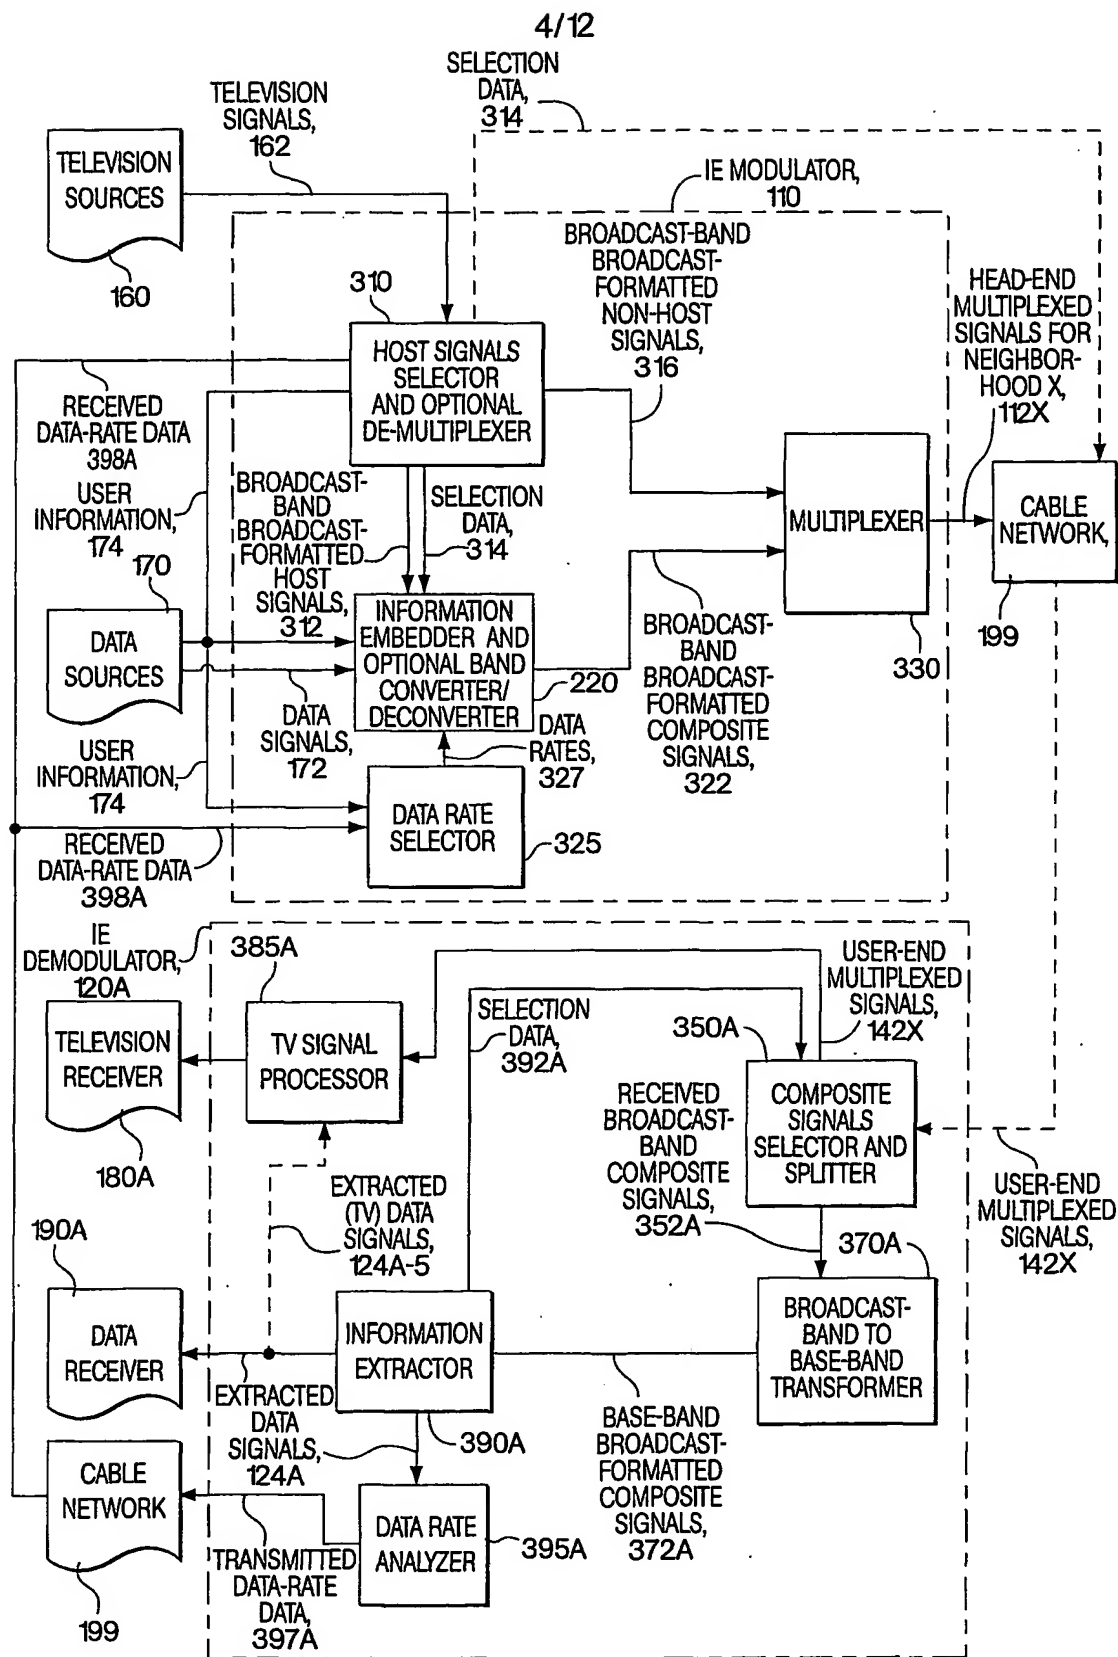 4/12
SELECTION
DATA,
314
TELEVISION
SIGNALS,
162
TELEVISION
SOURCES
160
IE MODULATOR,
110
BROADCAST-BAND
BROADCAST-
FORMATTED
NON-HOST
SIGNALS,
316
HEAD-END
MULTIPLEXED
SIGNALS FOR
NEIGHBOR-
HOOD X,
112X
310
HOST SIGNALS
SELECTOR
AND OPTIONAL
DE-MULTIPLEXER
RECEIVED
DATA-RATE DATA
398A
USER
INFORMATION,
174
BROADCAST-
BAND
BROADCAST-
FORMATTED
HOST
SIGNALS,
312
SELECTION
DATA,
314
MULTIPLEXER
330
CABLE
NETWORK,
199
170
DATA
SOURCES
INFORMATION
EMBEDDER AND
OPTIONAL BAND
CONVERTER/
DECONVERTER
220
BROADCAST-
BAND
BROADCAST-
FORMATTED
COMPOSITE
SIGNALS,
322
DATA
SIGNALS,
172
DATA
RATES,
327
USER
INFORMATION,
174
DATA RATE
SELECTOR
325
RECEIVED
DATA-RATE DATA
398A
IE
DEMODULATOR,
120A
385A
TV SIGNAL
PROCESSOR
SELECTION
DATA,
392A
USER-END
MULTIPLEXED
SIGNALS,
142X
350A
COMPOSITE
SIGNALS
SELECTOR AND
SPLITTER
TELEVISION
RECEIVER
180A
RECEIVED
BROADCAST-
BAND
COMPOSITE
SIGNALS,
352A
USER-END
MULTIPLEXED
SIGNALS,
142X
EXTRACTED
(TV) DATA
SIGNALS,
124A-5
190A
DATA
RECEIVER
INFORMATION
EXTRACTOR
390A
370A
BROADCAST-
BAND TO
BASE-BAND
TRANSFORMER
EXTRACTED
DATA
SIGNALS,
124A
BASE-BAND
BROADCAST-
FORMATTED
COMPOSITE
SIGNALS,
372A
CABLE
NETWORK
199
TRANSMITTED
DATA-RATE
DATA,
397A
DATA RATE
ANALYZER
395A